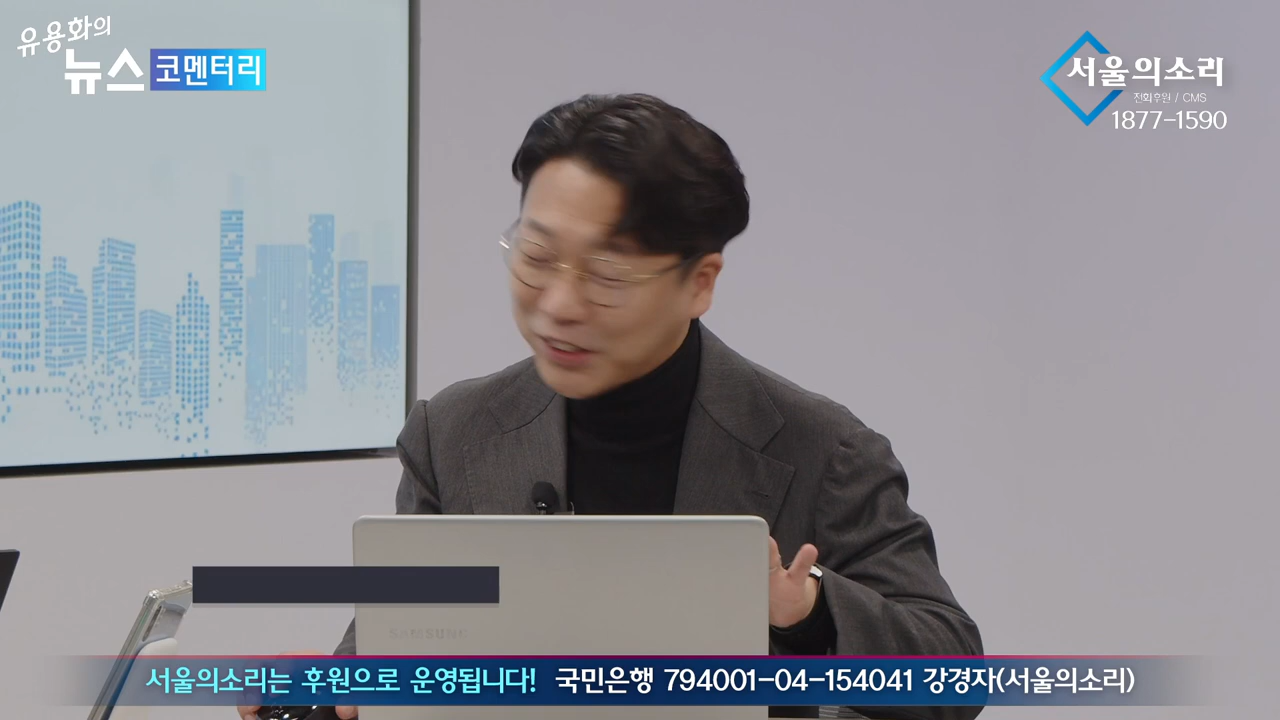 유용화의
뉴스 코멘터리
서울의소리
전화후원 / CMS
1877-1590
SAMSUNG
서울의소리는 후원으로 운영됩니다! 국민은행 794001-04-154041 강경자(서울의소리)